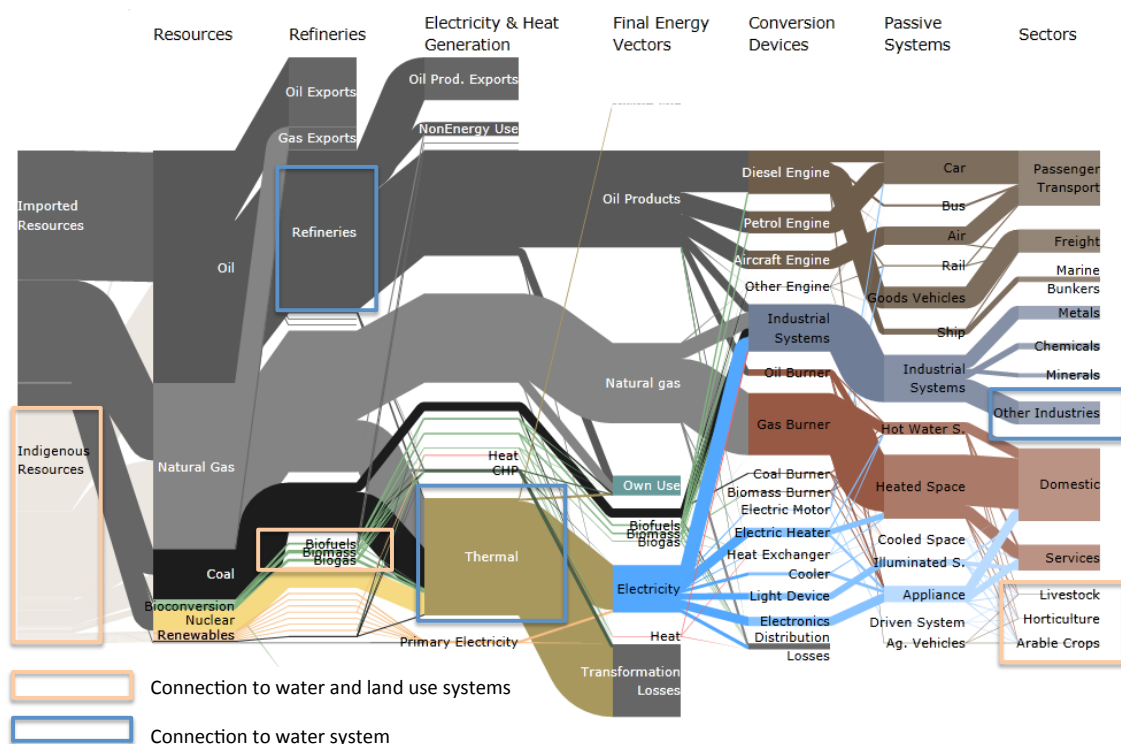 Resources
Refineries
Electricity & Heat
Generation
Final Energy
Vectors
Conversion
Devices
Passive
Systems
Sectors
Imported
Resources
Indigenous
Resources
Oil
Natural Gas
Coal
Bioconversion
Nuclear
Renewables
Oil Exports
Gas Exports
Refineries
Biofuels
Biomass
Biogas
Oil Prod. Exports
NonEnergy Use
Heat
CHP
Thermal
Primary Electricity
Oil Products
Natural gas
Own Use
Biofuels
Biomass
Biogas
Electricity
Heat
Transformation
Losses
Diesel Engine
Petrol Engine
Aircraft Engine
Other Engine
Industrial
Systems
Oil Burner
Gas Burner
Coal Burner
Biomass Burner
Electric Motor
Electric Heater
Heat Exchanger
Cooler
Light Device
Electronics
Distribution
Losses
Car
Bus
Air
Rail
Goods Vehicles
Ship
Industrial
Systems
Hot Water S.
Heated Space
Cooled Space
Illuminated S.
Appliance
Driven System
Ag. Vehicles
Passenger
Transport
Freight
Marine
Bunkers
Metals
Chemicals
Minerals
Other Industries
Domestic
Services
Livestock
Horticulture
Arable Crops
Connection to water and land use systems
Connection to water system